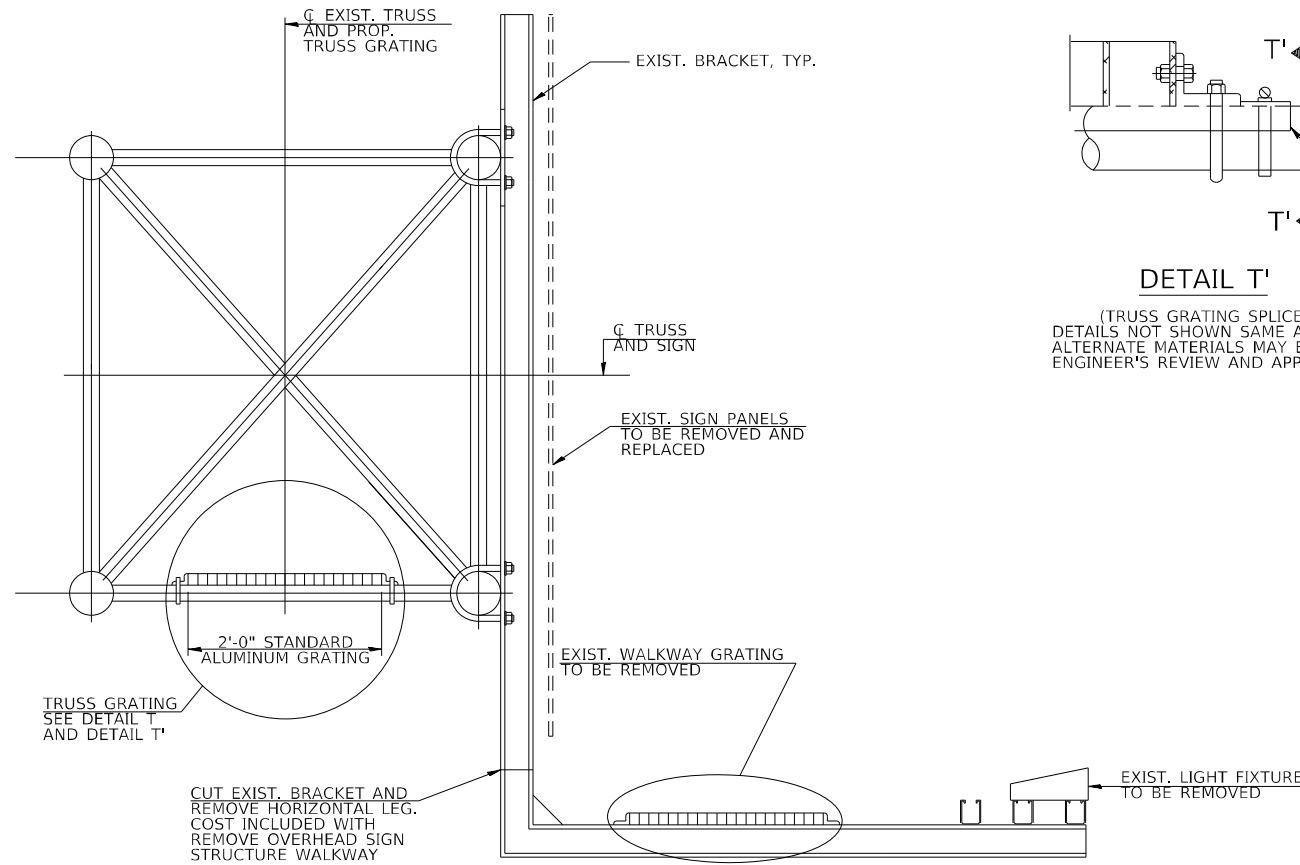 ℄ EXIST. TRUSS
AND PROP.
TRUSS GRATING
EXIST. BRACKET, TYP.
℄ TRUSS
AND SIGN
EXIST. SIGN PANELS
TO BE REMOVED AND
REPLACED
2'-0" STANDARD
ALUMINUM GRATING
TRUSS GRATING
SEE DETAIL T
AND DETAIL T'
EXIST. WALKWAY GRATING
TO BE REMOVED
CUT EXIST. BRACKET AND
REMOVE HORIZONTAL LEG.
COST INCLUDED WITH
REMOVE OVERHEAD SIGN
STRUCTURE WALKWAY
EXIST. LIGHT FIXTURE
TO BE REMOVED
T'
T'
DETAIL T'
(TRUSS GRATING SPLICE
DETAILS NOT SHOWN SAME
ALTERNATE MATERIALS MAY
ENGINEER'S REVIEW AND